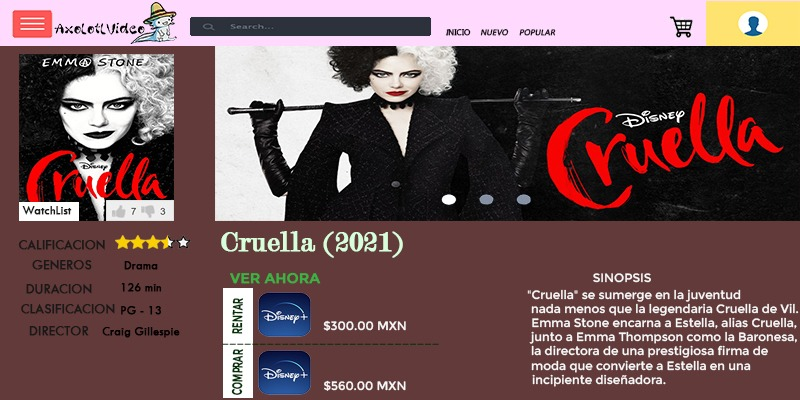 AxoLotlVideo
Search...
INICIO NUEVO POPULAR
EMMA STONE
Disney
Cruella
WatchList
7 3
Disney
Cruella
CALIFICACION
GENEROS Drama
DURACION 126 min
CLASIFICACION PG - 13
DIRECTOR Craig Gillespie
Cruella (2021)
VER AHORA
RENTAR
Disney+
$300.00 MXN
COMPRAR
Disney+
$560.00 MXN
SINOPSIS
"Cruella" se sumerge en la juventud
nada menos que la legendaria Cruella de Vil.
Emma Stone encarna a Estella, alias Cruella,
junto a Emma Thompson como la Baronesa,
la directora de una prestigiosa firma de
moda que convierte a Estella en una
incipiente diseñadora.